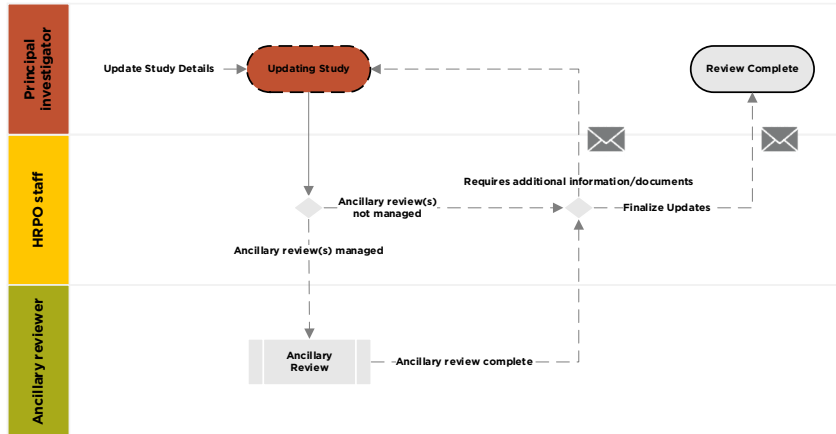 Principal
investigator
Update Study Details
Updating Study
Review Complete
HRPO staff
Requires additional information/documents
Ancillary review(s)
not managed
Finalize Updates
Ancillary review(s) managed
Ancillary reviewer
Ancillary
Review
Ancillary review complete